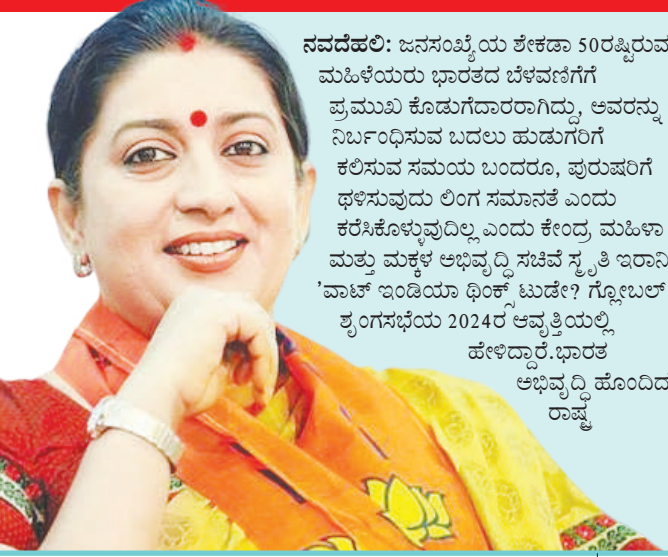 ನವದೆಹಲಿ: ಜನಸಂಖ್ಯೆಯ ಶೇಕಡಾ 50ರಷ್ಟಿರುವ
ಮಹಿಳೆಯರು ಭಾರತದ ಬೆಳವಣಿಗೆಗೆ
ಪ್ರಮುಖ ಕೊಡುಗೆದಾರರಾಗಿದ್ದು, ಅವರನ್ನು
ನಿರ್ಬಂಧಿಸುವ ಬದಲು ಹುಡುಗರಿಗೆ
ಕಲಿಸುವ ಸಮಯ ಬಂದರೂ, ಪುರುಷರಿಗೆ
ಥಳಿಸುವುದು ಲಿಂಗ ಸಮಾನತೆ ಎಂದು
ಕರೆಸಿಕೊಳ್ಳುವುದಿಲ್ಲ ಎಂದು ಕೇಂದ್ರ ಮಹಿಳಾ
ಮತ್ತು ಮಕ್ಕಳ ಅಭಿವೃದ್ಧಿ ಸಚಿವೆ ಸ್ಮೃತಿ ಇರಾನಿ
'ವಾಟ್ ಇಂಡಿಯಾ ಥಿಂಕ್ಸ್ ಟುಡೇ? ಗ್ಲೋಬಲ್
ಶೃಂಗಸಭೆಯ 2024ರ ಆವೃತ್ತಿಯಲ್ಲಿ
ಹೇಳಿದ್ದಾರೆ.ಭಾರತ
ಅಭಿವೃದ್ಧಿ ಹೊಂದಿದ
ರಾಷ್ಟ್ರ